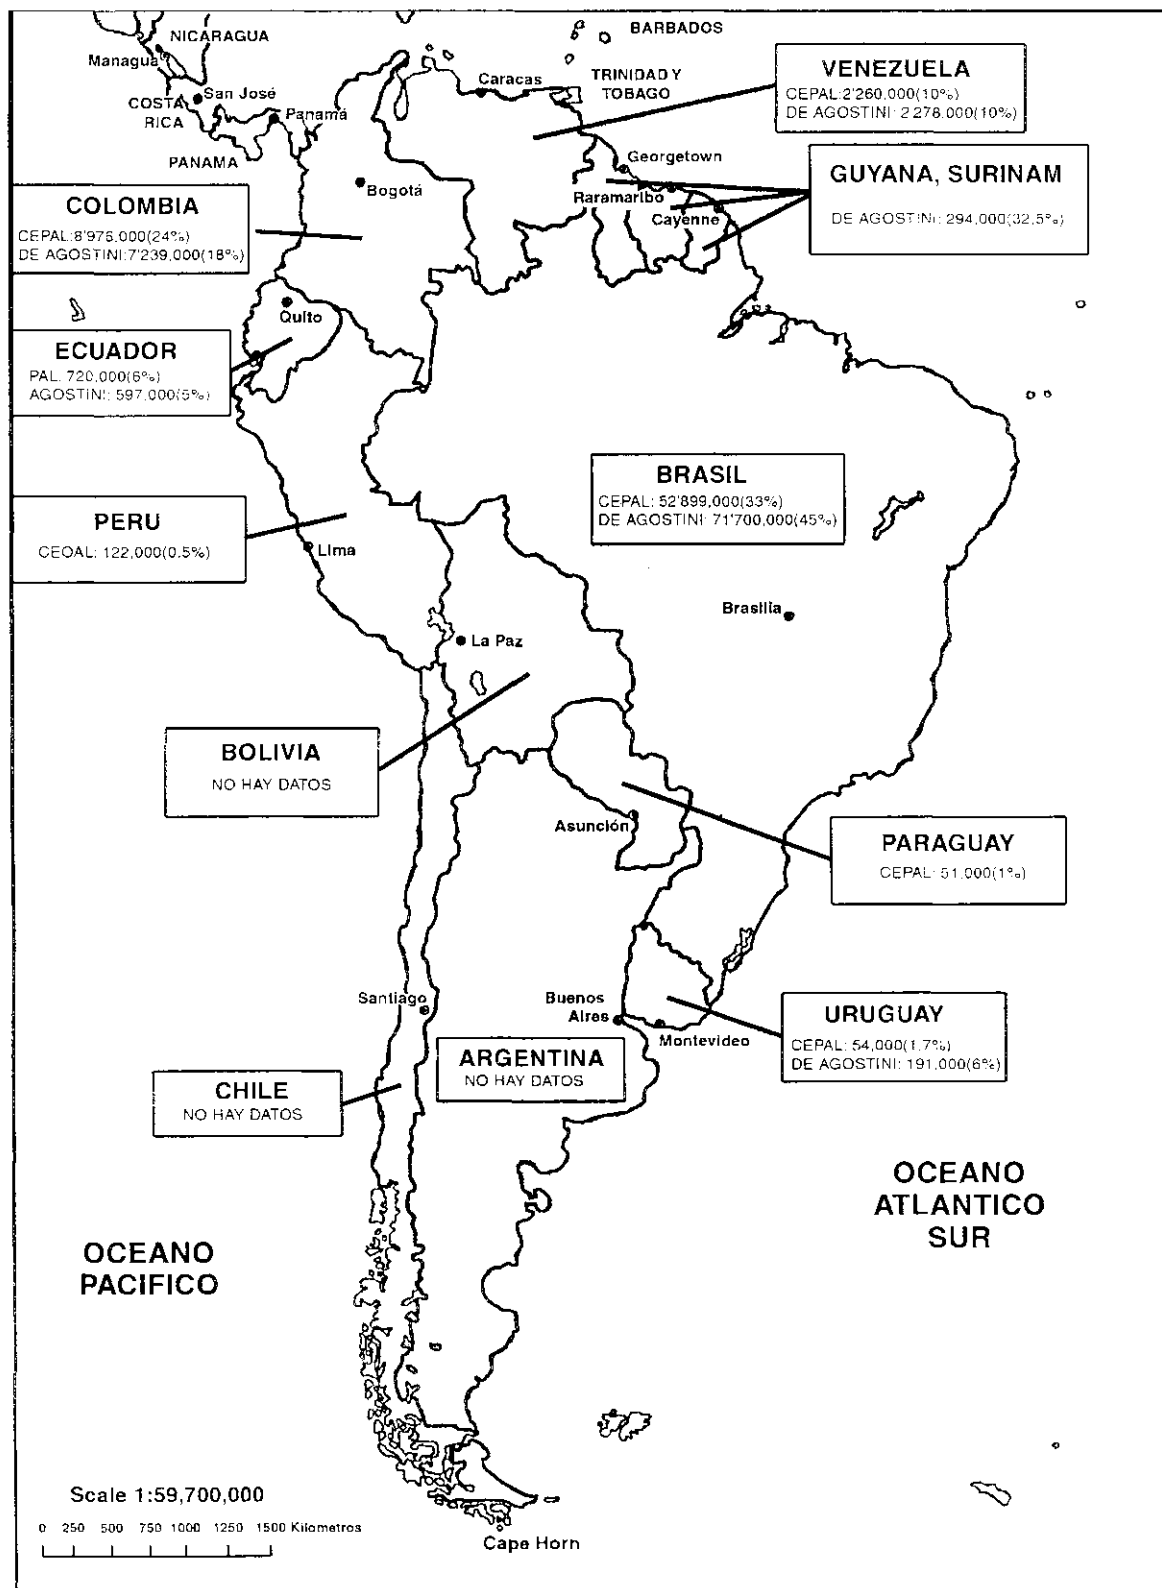 NICARAGUA
Managua
BARBADOS
Caracas
TRINIDAD Y
TOBAGO
VENEZUELA
CEPAL:2'260,000(10%)
DE AGOSTINI: 2'278,000(10%)
COSTA
RICA
San José
Panamá
PANAMA
Georgetown
GUYANA, SURINAM
DE AGOSTINI: 294,000(32,5%)
Bogotá
Raramaribo
Cayenne
COLOMBIA
CEPAL:8'976,000(24%)
DE AGOSTINI:7'239,000(18%)
Quito
ECUADOR
PAL: 720,000(6%)
AGOSTINI: 597,000(5%)
BRASIL
CEPAL: 52'899,000(33%)
DE AGOSTINI: 71'700,000(45%)
PERU
CEOAL: 122,000(0.5%)
Lima
Brasilia
La Paz
BOLIVIA
NO HAY DATOS
Asunción
PARAGUAY
CEPAL: 51,000(1%)
Santiago
Buenos
Aires
Montevideo
URUGUAY
CEPAL: 54,000(1,7%)
DE AGOSTINI: 191,000(6%)
ARGENTINA
NO HAY DATOS
CHILE
NO HAY DATOS
OCEANO
ATLANTICO
SUR
OCEANO
PACIFICO
Scale 1:59,700,000
0 250 500 750 1000 1250 1500 Kilometros
Cape Horn